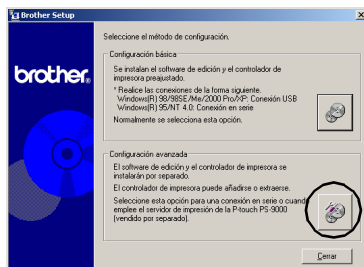 Brother Setup
Seleccione el método de configuración.
brother.
Configuración básica
Se instalan el software de edición y el controlador de
impresora preajustado.
* Realice las conexiones de la forma siguiente.
Windows(R) 98/98SE/Me/2000 Pro/XP: Conexión USB
Windows(R) 95/NT 4.0: Conexión en serie
Normalmente se selecciona esta opción.
Configuración avanzada
El software de edición y el controlador de impresora se
instalarán por separado.
El controlador de impresora puede añadirse o extraerse.
Seleccione esta opción para una conexión en serie o cuando
emplee el servidor de impresión de la P-touch PS-9000
(vendido por separado).
Cerrar